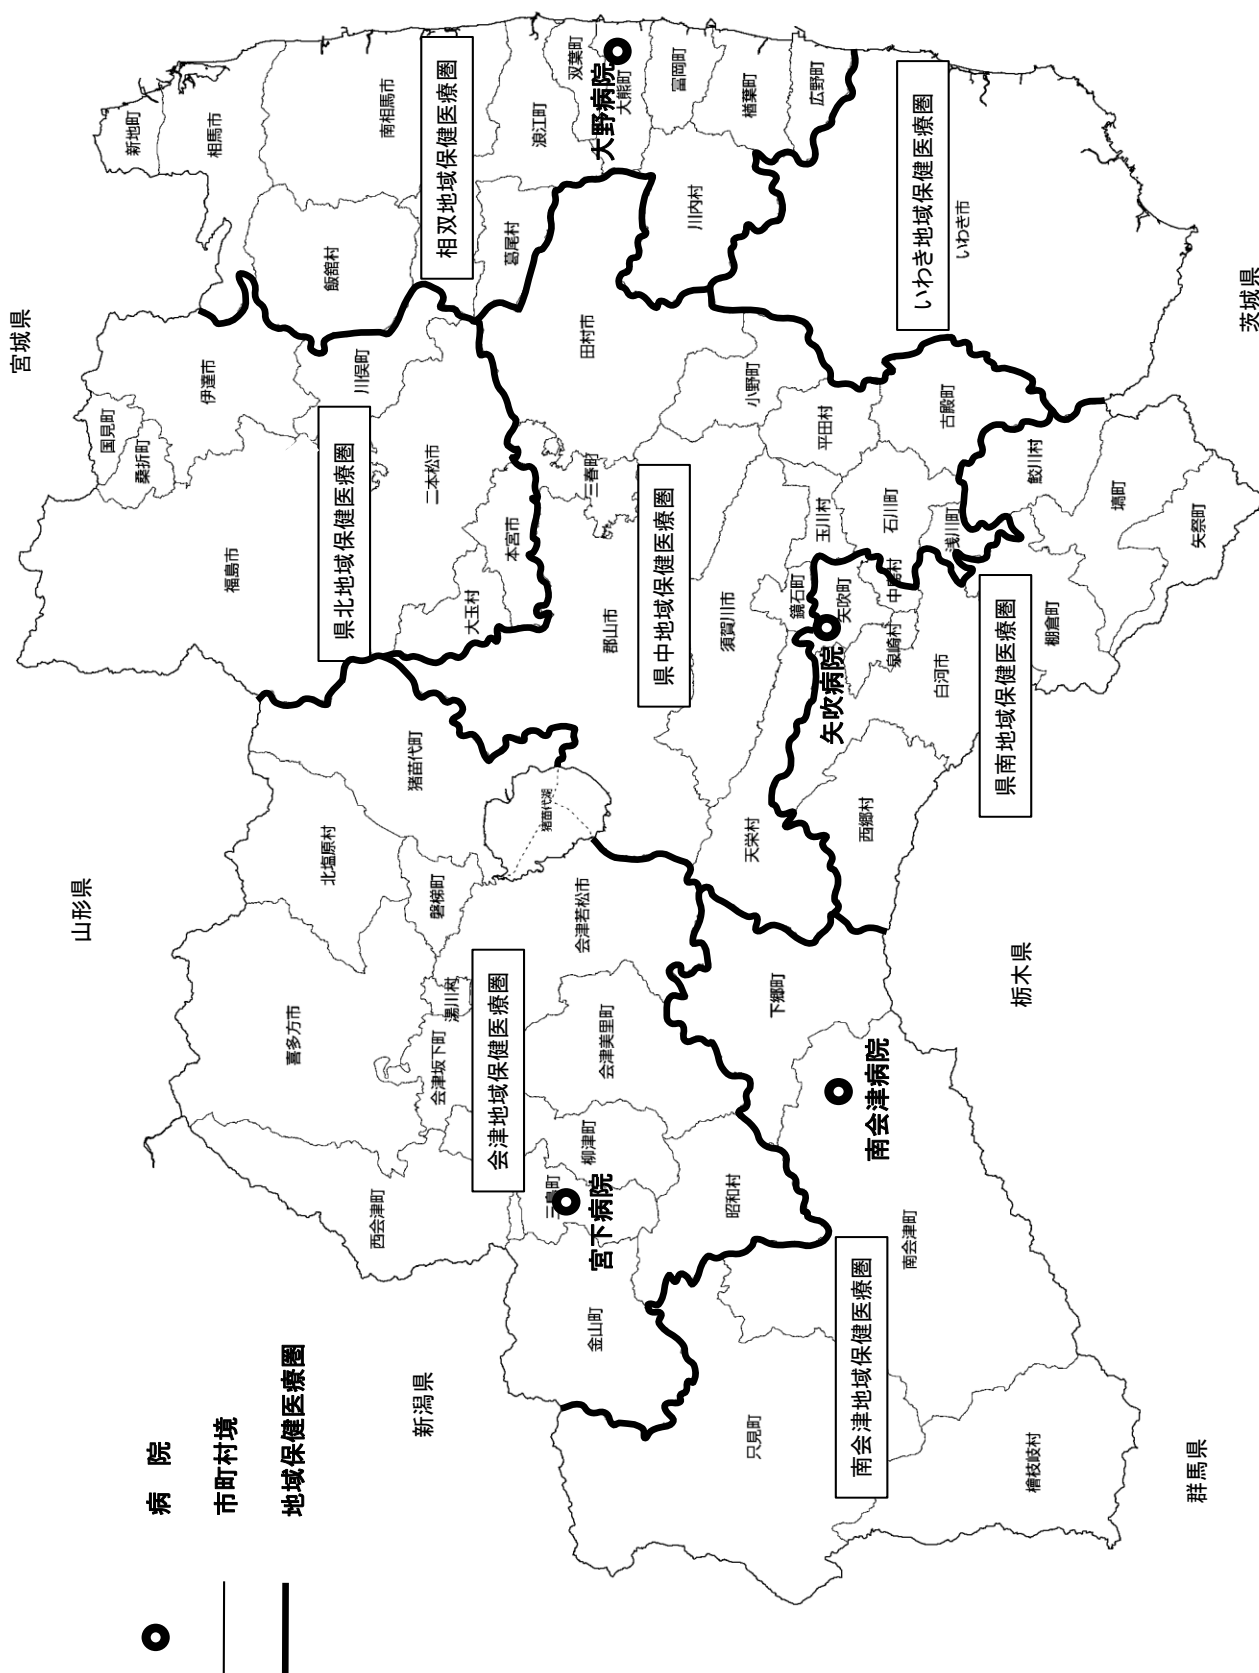 宮城県
山形県
新潟県
群馬県
栃木県
茨城県
新地町
相馬市
南相馬市
飯舘村
相双地域保健医療圏
浪江町
双葉町
大野病院
大熊町
富岡町
楢葉町
広野町
葛尾村
川内村
いわき地域保健医療圏
いわき市
国見町
桑折町
伊達市
福島市
川俣町
県北地域保健医療圏
二本松市
大玉村
本宮市
田村市
小野町
三春町
郡山市
県中地域保健医療圏
須賀川市
平田村
古殿町
玉川村
石川町
浅川町
鏡石町
天栄村
矢吹町
矢吹病院
中島村
泉崎村
白河市
西郷村
県南地域保健医療圏
鮫川村
塙町
矢祭町
棚倉町
猪苗代町
猪苗代湖
北塩原村
磐梯町
会津若松市
喜多方市
湯川村
会津坂下町
会津地域保健医療圏
会津美里町
柳津町
西会津町
三島町
宮下病院
昭和村
金山町
下郷町
南会津病院
南会津町
南会津地域保健医療圏
只見町
檜枝岐村
病　院
市町村境
地域保健医療圏